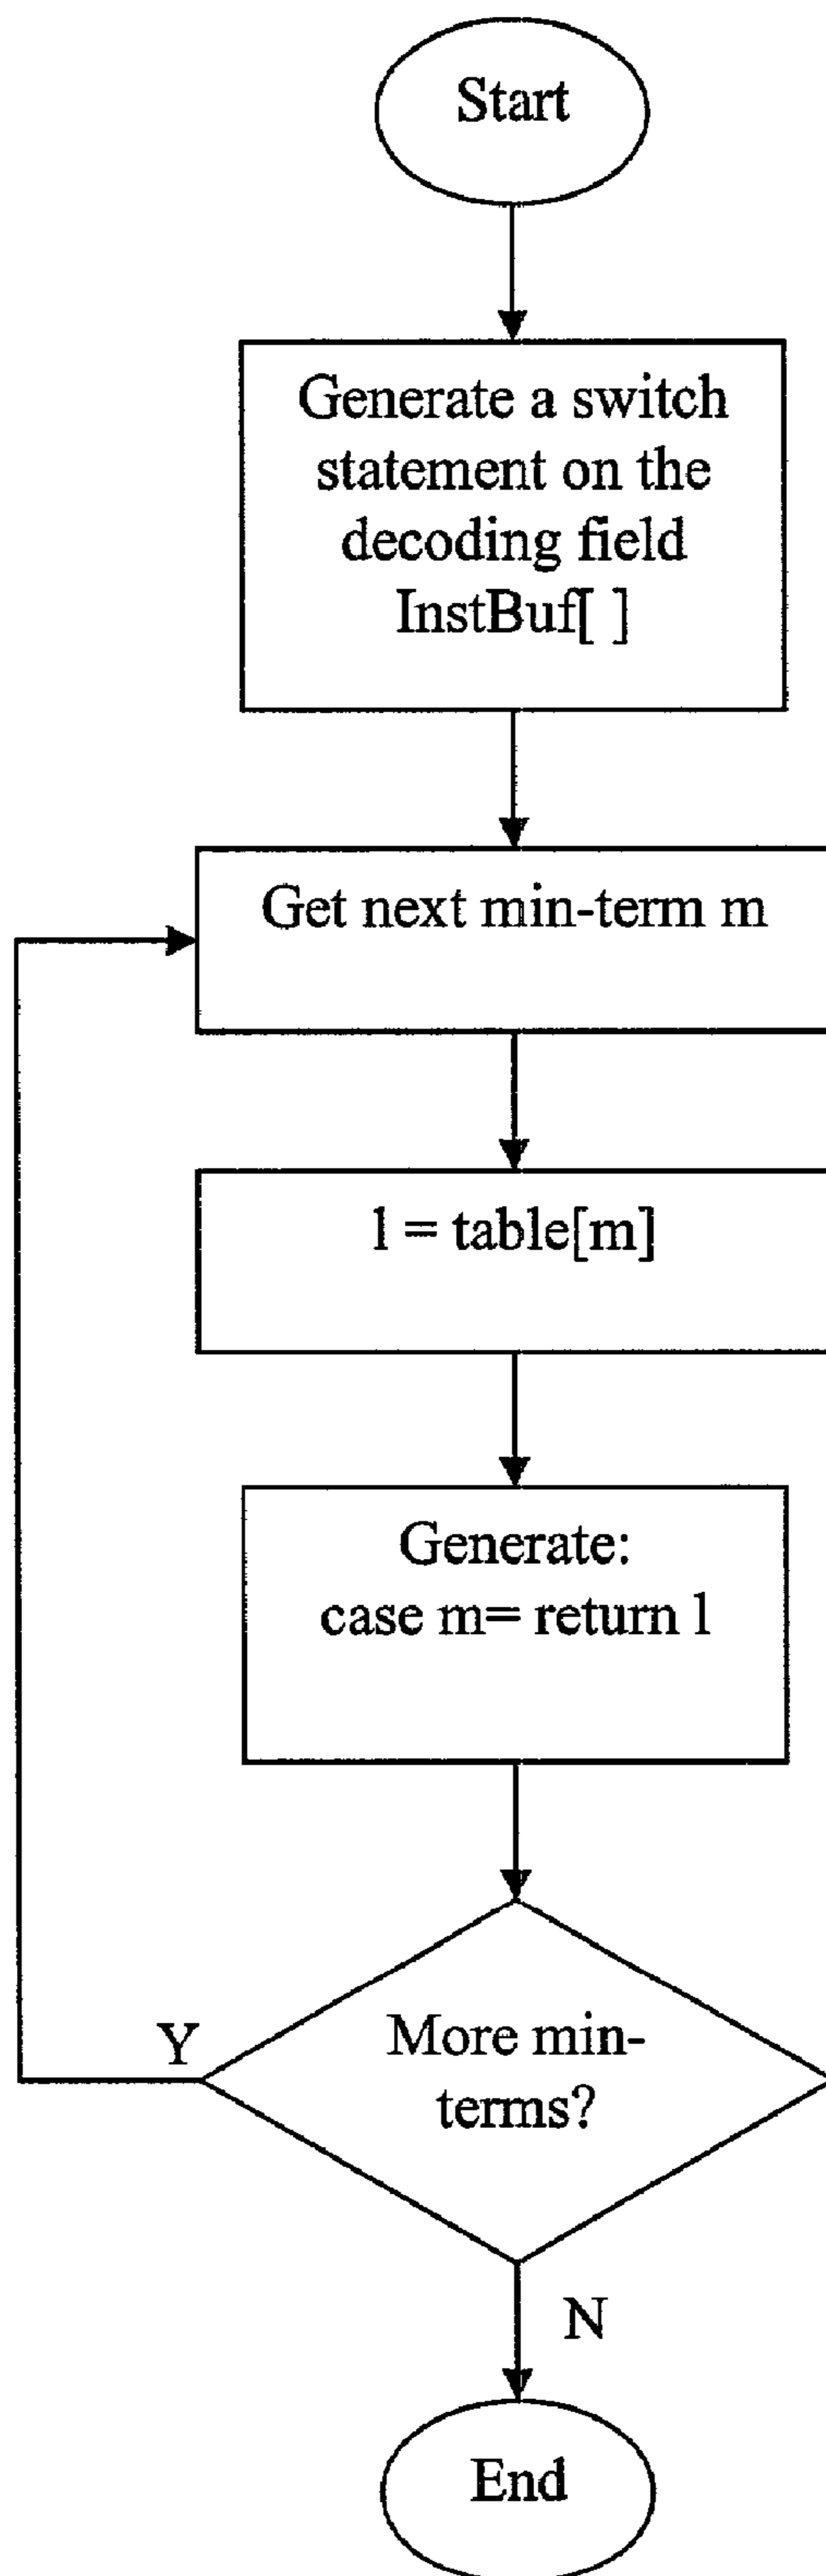 Start
Generate a switch
statement on the
decoding field
InstBuf[ ]
Get next min-term m
l = table[m]
Generate:
case m= return l
Y
More min-
terms?
N
End